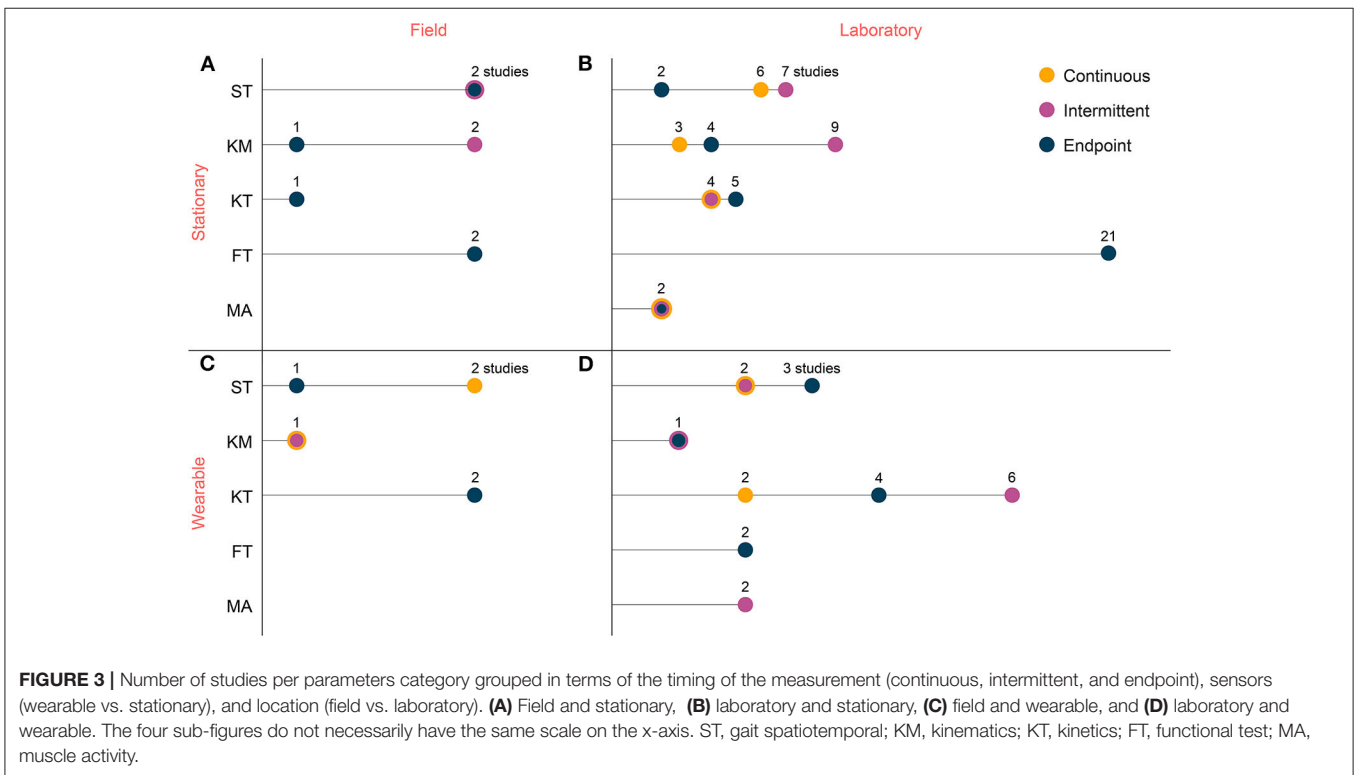 Field
Laboratory
A
B
2 studies
2
6
7 studies
Continuous
ST
Intermittent
1
2
3
4
9
Endpoint
KM
1
4
5
KT
Stationary
2
21
FT
2
MA
C
D
1
2 studies
2
3 studies
ST
1
1
KM
Wearable
2
2
4
6
KT
2
FT
2
MA
FIGURE 3 | Number of studies per parameters category grouped in terms of the timing of the measurement (continuous, intermittent, and endpoint), sensors
(wearable vs. stationary), and location (field vs. laboratory). (A) Field and stationary, (B) laboratory and stationary, (C) field and wearable, and (D) laboratory and
wearable. The four sub-figures do not necessarily have the same scale on the x-axis. ST, gait spatiotemporal; KM, kinematics; KT, kinetics; FT, functional test; MA,
muscle activity.